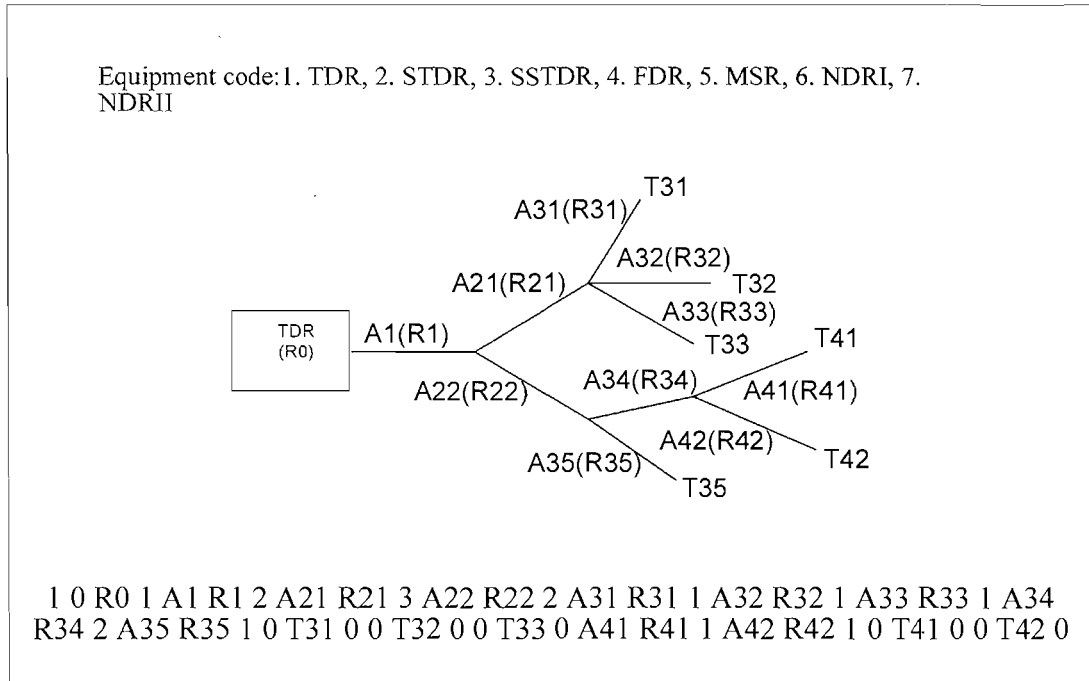 Equipment code:1. TDR, 2. STDR, 3. SSTDR, 4. FDR, 5. MSR, 6. NDRI, 7.
NDRII
T31
A31(R31)
A32(R32)
A21(R21)
T32
A33(R33)
TDR
(R0)
A1(R1)
T33
T41
A34(R34)
A22(R22)
A41(R41)
A42(R42)
T42
A35(R35)
T35
1 0 R0 1 A1 R1 2 A21 R21 3 A22 R22 2 A31 R31 1 A32 R32 1 A33 R33 1 A34
R34 2 A35 R35 1 0 T31 0 0 T32 0 0 T33 0 A41 R41 1 A42 R42 1 0 T41 0 0 T42 0